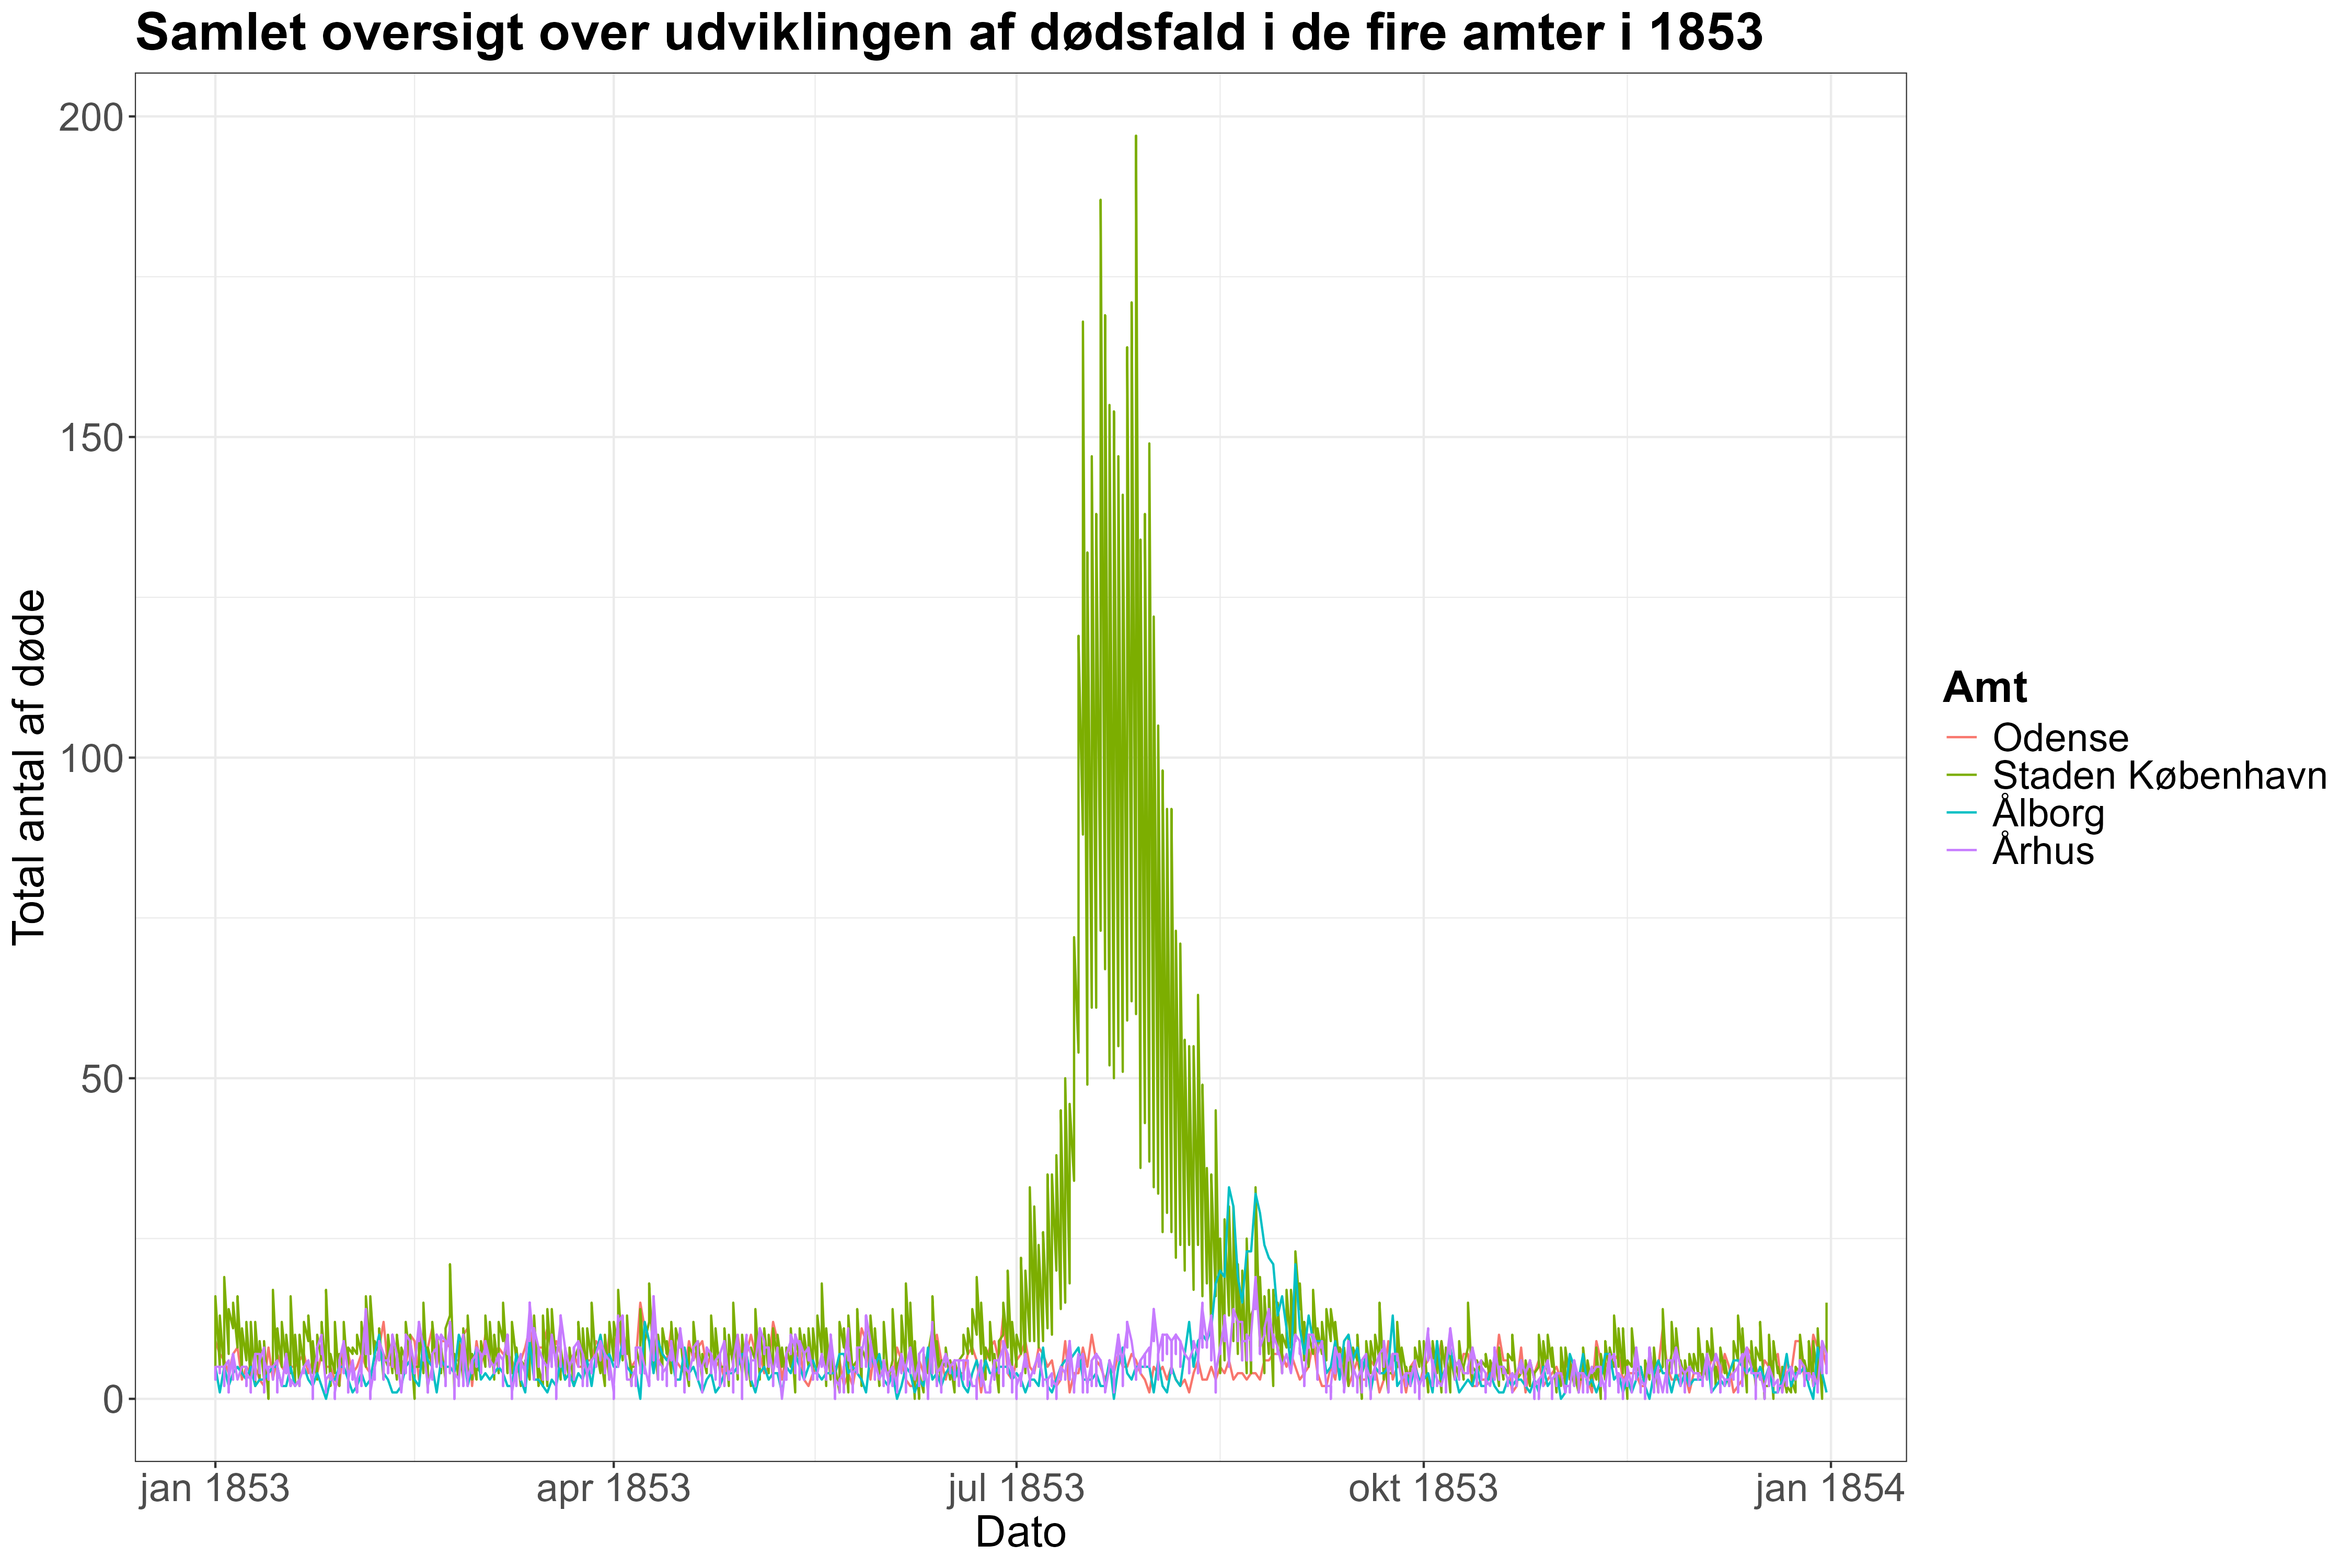 Samlet oversigt over udviklingen af dødsfald i de fire amter i 1853
Total antal af døde
200
150
100
50
0
jan 1853
apr 1853
jul 1853
okt 1853
jan 1854
Dato
Amt
Odense
Staden København
Ålborg
Århus